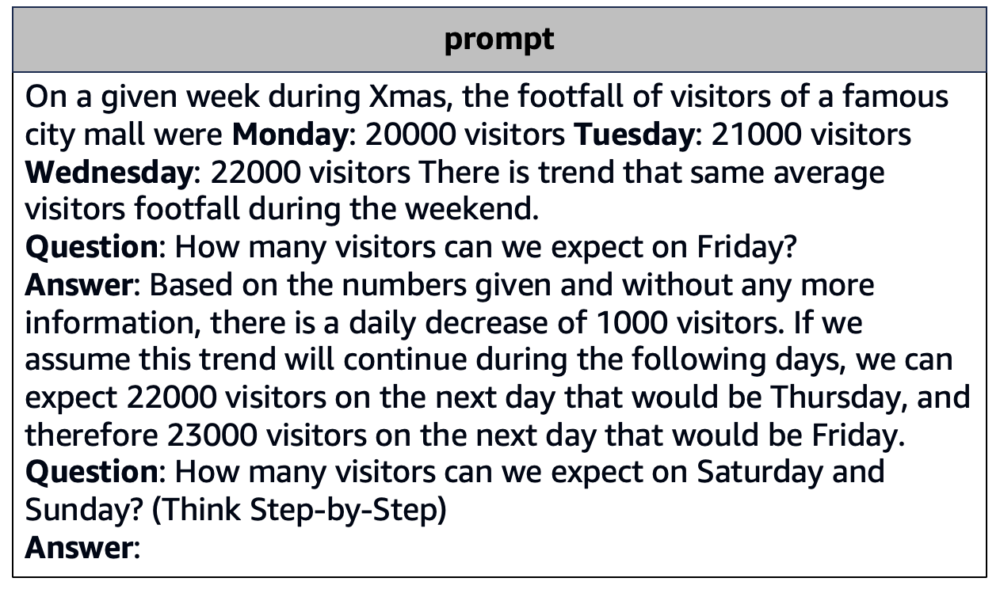 prompt
On a given week during Xmas, the footfall of visitors of a famous
city mall were Monday: 20000 visitors Tuesday: 21000 visitors
Wednesday: 22000 visitors There is trend that same average
visitors footfall during the weekend.
Question: How many visitors can we expect on Friday?
Answer: Based on the numbers given and without any more
information, there is a daily decrease of 1000 visitors. If we
assume this trend will continue during the following days, we can
expect 22000 visitors on the next day that would be Thursday, and
therefore 23000 visitors on the next day that would be Friday.
Question: How many visitors can we expect on Saturday and
Sunday? (Think Step-by-Step)
Answer: